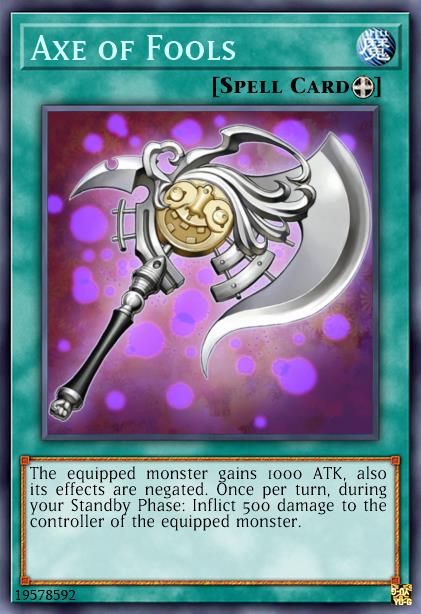 Axe of Fools
魔
[Spell Card]
The equipped monster gains 1000 ATK, also
its effects are negated. Once per turn, during
your Standby Phase: Inflict 500 damage to the
controller of the equipped monster.
19578592